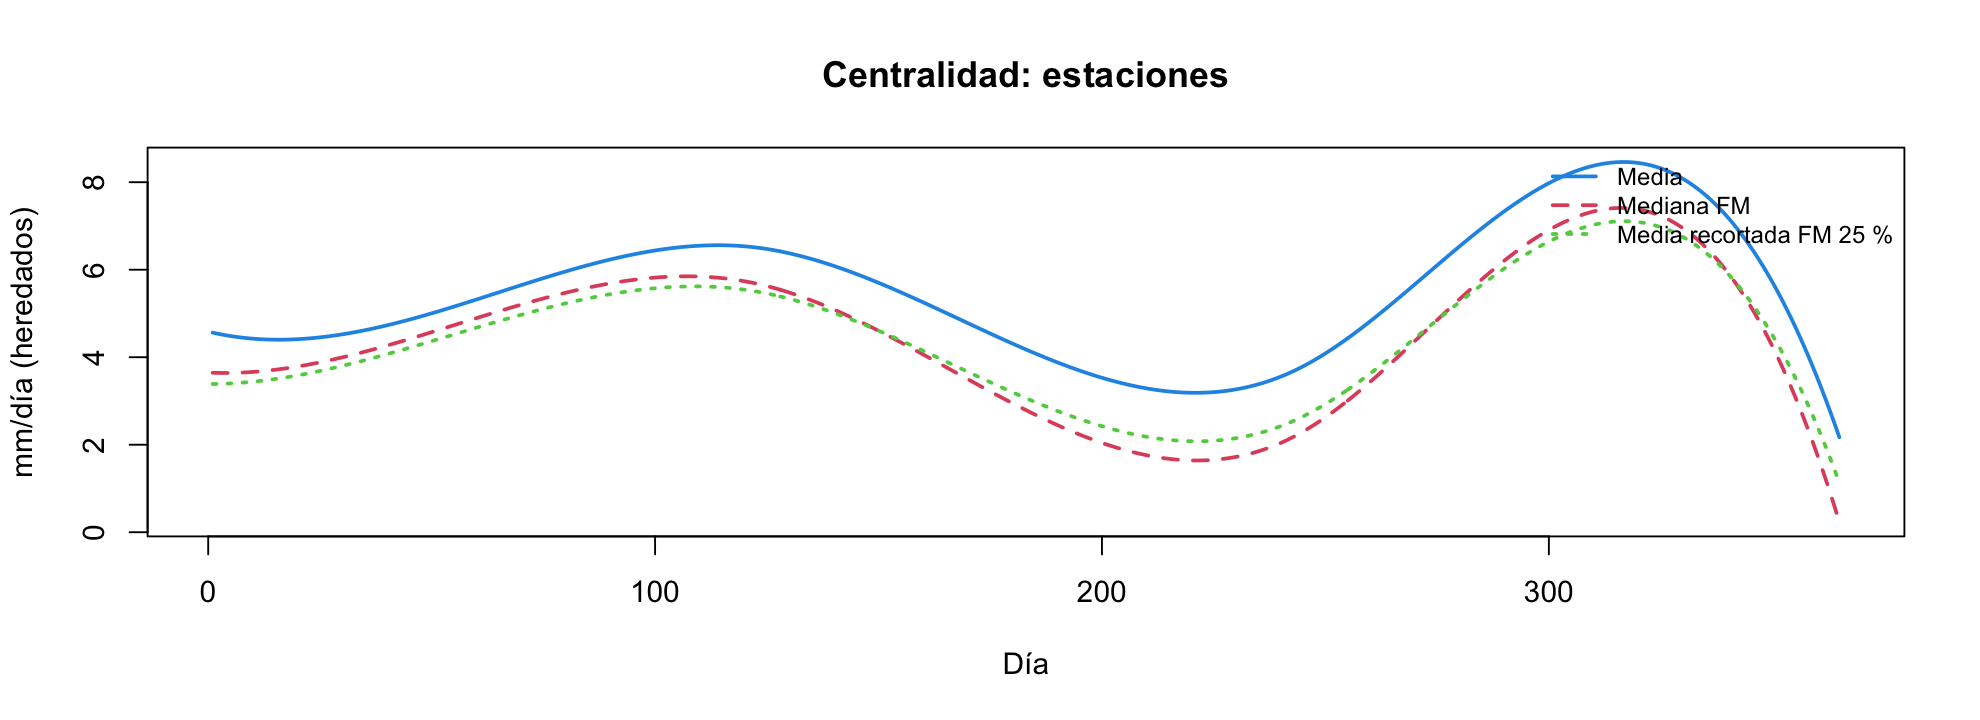 Centralidad: estaciones
mm/día (heredados)
8
6
4
2
0
Media
Mediana FM
Media recortada FM 25 %
0 100 200 300
Día